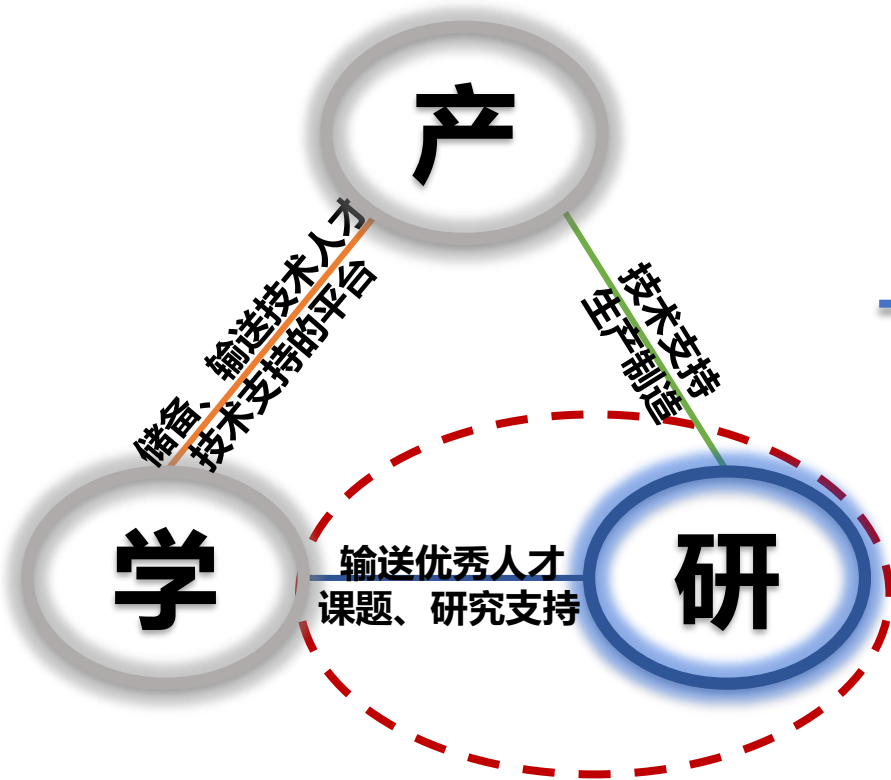 产
储备、输送技术人才
技术支持的平台
技术支持
生产制造
学
输送优秀人才
课题、研究支持
研